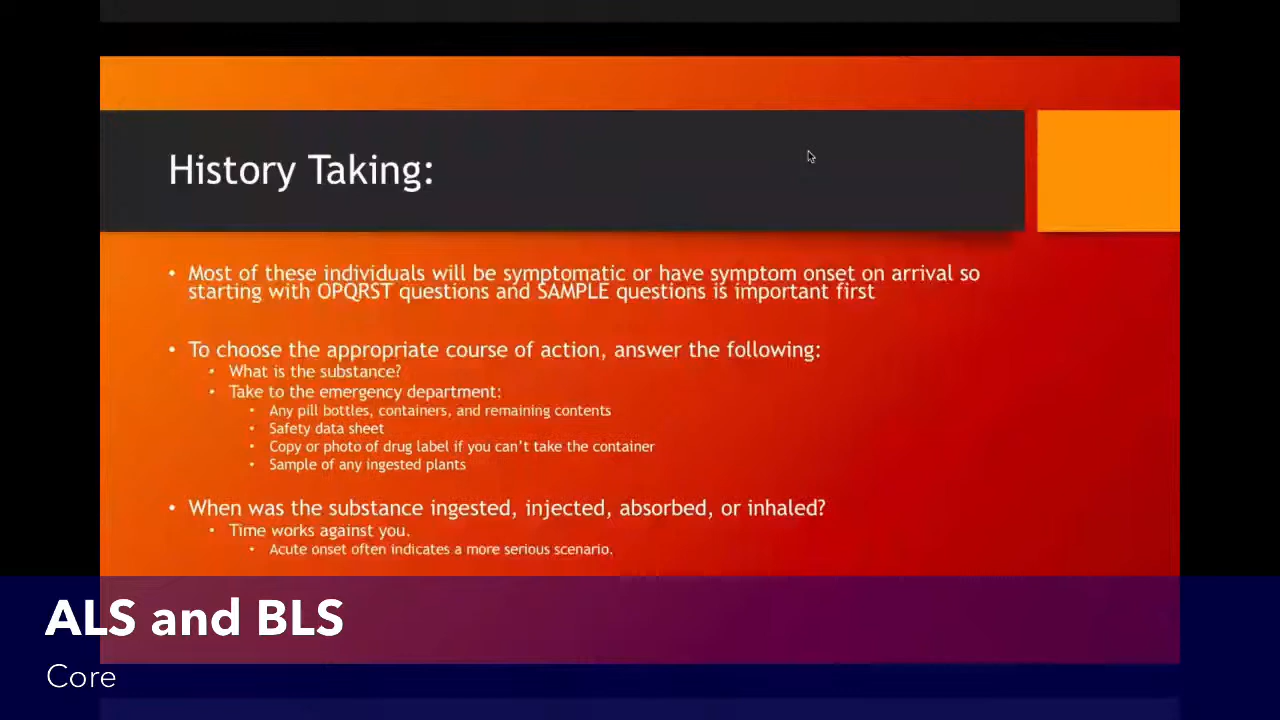 History Taking:
• Most of these individuals will be symptomatic or have symptom onset on arrival so
starting with OPQRST questions and SAMPLE questions is important first
• To choose the appropriate course of action, answer the following:
• What is the substance?
• Take to the emergency department:
• Any pill bottles, containers, and remaining contents
• Safety data sheet
• Copy or photo of drug label if you can't take the container
• Sample of any ingested plants
• When was the substance ingested, injected, absorbed, or inhaled?
• Time works against you.
• Acute onset often indicates a more serious scenario.
ALS and BLS
Core